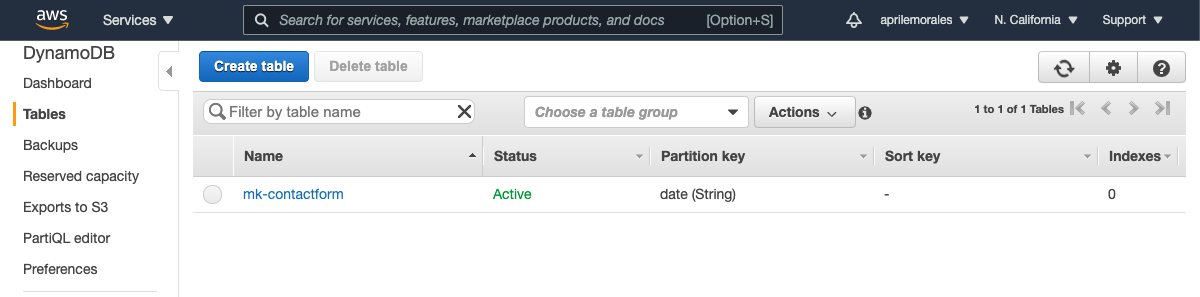 aws
Services
Search for services, features, marketplace products, and docs
[Option+S]
aprilemorales
N. California
Support
DynamoDB
Dashboard
Tables
Backups
Reserved capacity
Exports to S3
PartiQL editor
Preferences
Create table
Delete table
Filter by table name
Choose a table group
Actions
1 to 1 of 1 Tables
Name Status Partition key Sort key Indexes
mk-contactform Active date (String) - 0